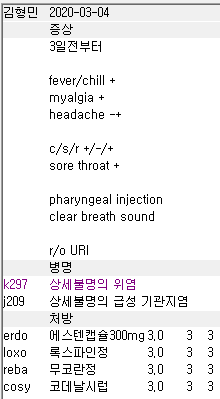 김형민 2020-03-04
증상
3일전부터
fever/chill +
myalgia +
headache -+
c/s/r +/-/+
sore throat +
pharyngeal injection
clear breath sound
r/o URI
병명
k297 상세불명의 위염
j209 상세불명의 급성 기관지염
처방
erdo 에스텐캡슐300mg 3,0 3 3
loxo 록스파인정 3,0 3 3
reba 무코란정 3,0 3 3
cosy 코데날시럽 3,0 3 3